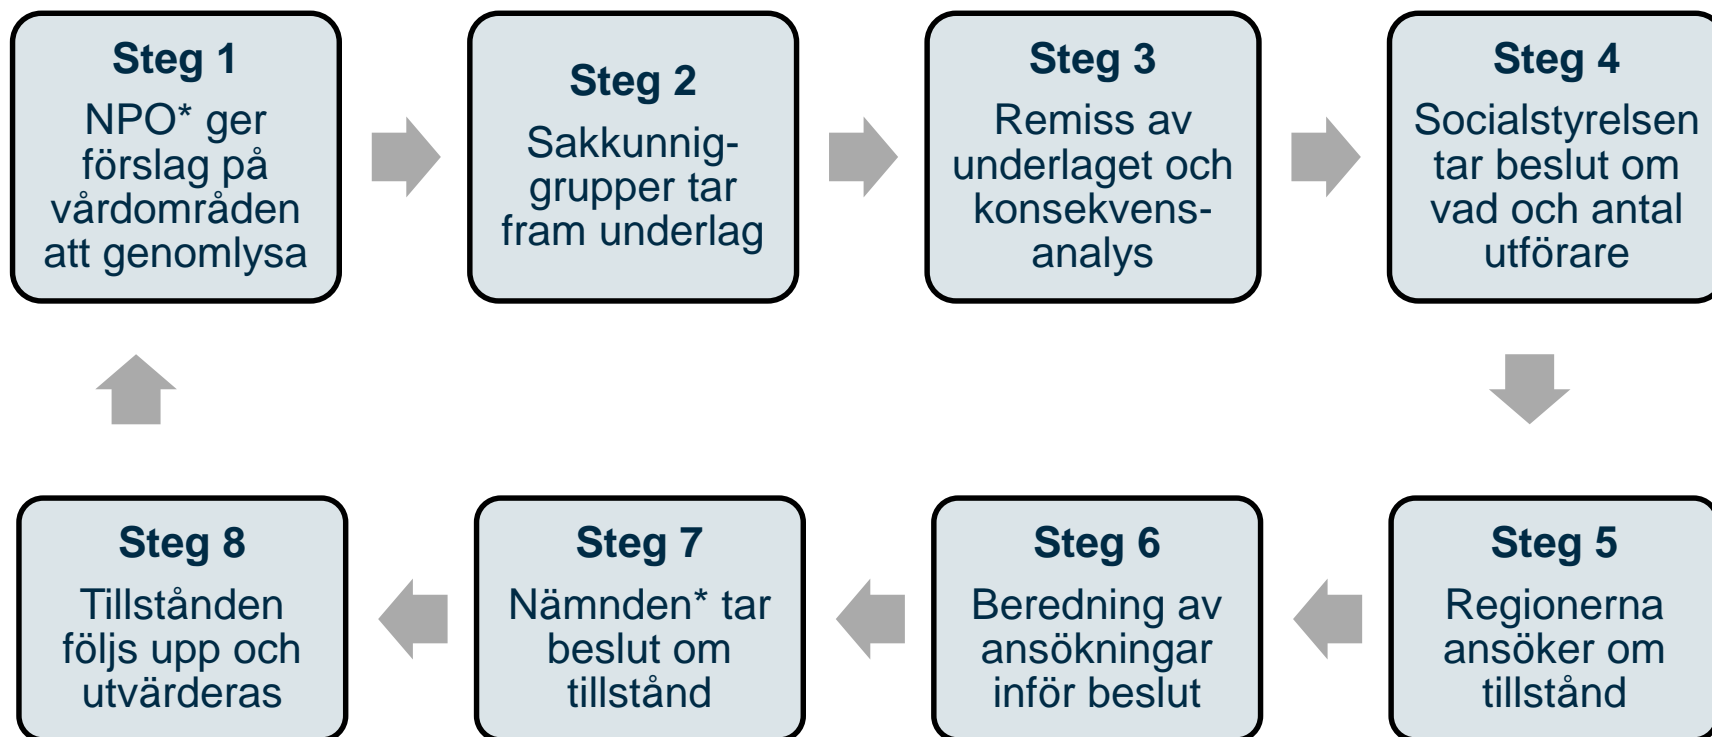 Steg 1
NPO* ger
förslag på
vårdområden
att genomlysa
Steg 2
Sakkunnig-
grupper tar
fram underlag
Steg 3
Remiss av
underlaget och
konsekvens-
analys
Steg 4
Socialstyrelsen
tar beslut om
vad och antal
utförare
Steg 5
Regionerna
ansöker om
tillstånd
Steg 6
Beredning av
ansökningar
inför beslut
Steg 7
Nämnden* tar
beslut om
tillstånd
Steg 8
Tillstånden
följs upp och
utvärderas